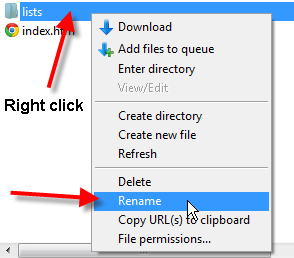 lists
index.htm
Download
Add files to queue
Enter directory
View/Edit
Right click
Create directory
Create new file
Refresh
Delete
Rename
Copy URL(s) to clipboard
File permissions...